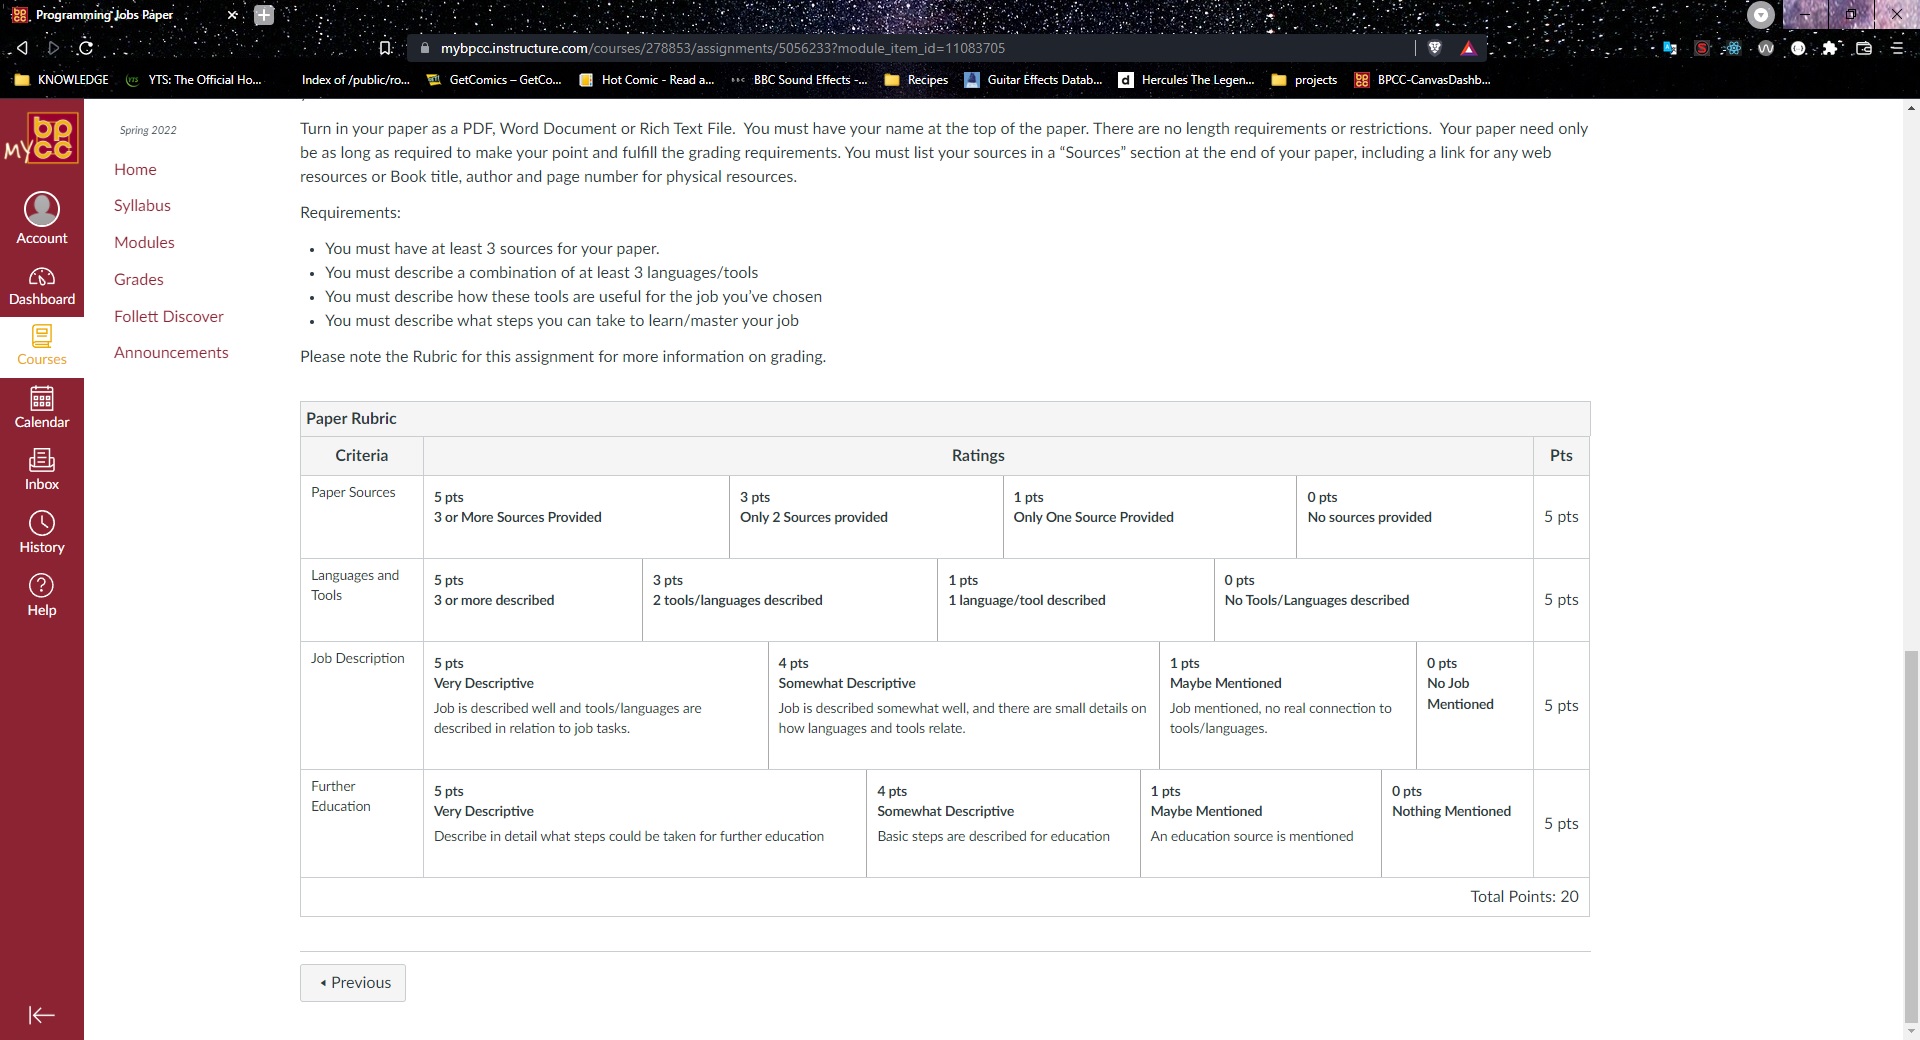 Programming Jobs Paper
mybpcc.instructure.com/courses/278853/assignments/5056233?module_item_id=11083705
KNOWLEDGE
YTS: The Official Ho...
Index of /public/ro...
GetComics – GetCo...
Hot Comic - Read a...
BBC Sound Effects -...
Recipes
Guitar Effects Datab...
Hercules The Legen...
projects
BPCC-CanvasDashb...
MY bp cc
Account
Dashboard
Courses
Calendar
Inbox
History
Help
Spring 2022
Home
Syllabus
Modules
Grades
Follett Discover
Announcements
Turn in your paper as a PDF, Word Document or Rich Text File.  You must have your name at the top of the paper. There are no length requirements or restrictions.  Your paper need only
be as long as required to make your point and fulfill the grading requirements. You must list your sources in a “Sources” section at the end of your paper, including a link for any web
resources or Book title, author and page number for physical resources.
Requirements:
• You must have at least 3 sources for your paper.
• You must describe a combination of at least 3 languages/tools
• You must describe how these tools are useful for the job you’ve chosen
• You must describe what steps you can take to learn/master your job
Please note the Rubric for this assignment for more information on grading.
Paper Rubric
Criteria
Ratings
Pts
Paper Sources
5 pts
3 or More Sources Provided
3 pts
Only 2 Sources provided
1 pts
Only One Source Provided
0 pts
No sources provided
5 pts
Languages and
Tools
5 pts
3 or more described
3 pts
2 tools/languages described
1 pts
1 language/tool described
0 pts
No Tools/Languages described
5 pts
Job Description
5 pts
Very Descriptive
Job is described well and tools/languages are
described in relation to job tasks.
4 pts
Somewhat Descriptive
Job is described somewhat well, and there are small details on
how languages and tools relate.
1 pts
Maybe Mentioned
Job mentioned, no real connection to
tools/languages.
0 pts
No Job
Mentioned
5 pts
Further
Education
5 pts
Very Descriptive
Describe in detail what steps could be taken for further education
4 pts
Somewhat Descriptive
Basic steps are described for education
1 pts
Maybe Mentioned
An education source is mentioned
0 pts
Nothing Mentioned
5 pts
Total Points: 20
Previous